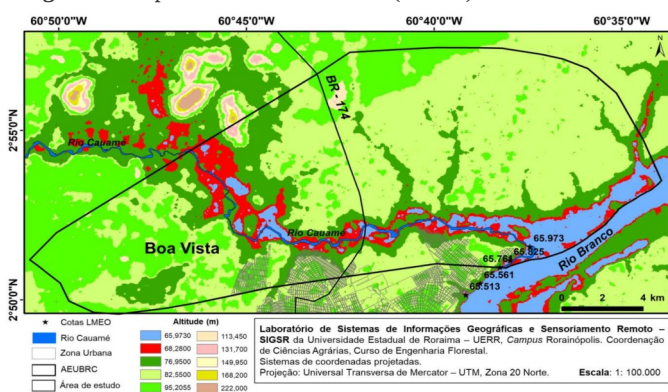 60°50'0"W 60°45'0"W 60°40'0"W 60°35'0"W
N
BR - 174
2°55'0"N
Rio Cauamé
Rio Cauamé
Boa Vista
65.973
65.825
65.764
65.561
65.513
Rio Branco
2°50'0"N
0 2 4 km
★ Cotas LMEO
Rio Cauamé
Zona Urbana
AEUBRC
Área de estudo
Altitude (m)
65,9730 113,450
68,2600 131,700
76,9500 149,950
82,5500 168,200
95,2055 222,000
Laboratório de Sistemas de Informações Geográficas e Sensoriamento Remoto –
SIGSR da Universidade Estadual de Roraima – UERR, Campus Rorainópolis. Coordenação
de Ciências Agrárias, Curso de Engenharia Florestal.
Sistemas de coordenadas projetadas.
Projeção: Universal Transversa de Mercator – UTM, Zona 20 Norte. Escala: 1: 100.000